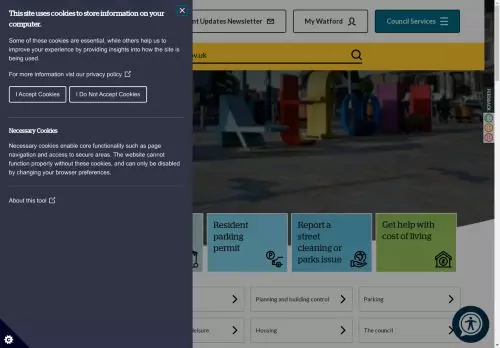 This site uses cookies to store information on your
computer.
Some of these cookies are essential, while others help us to
improve your experience by providing insights into how the site is
being used.
For more information visit our privacy policy
I Accept Cookies
I Do Not Accept Cookies
Necessary Cookies
Necessary cookies enable core functionality such as page
navigation and access to secure areas. The website cannot
function properly without these cookies, and can only be disabled
by changing your browser preferences.
About this tool
Updates Newsletter
My Watford
Council Services
FEEDBACK
Resident
parking
permit
Report a
street
cleaning or
parks issue
Get help with
cost of living
Planning and building control
Parking
Housing
The council